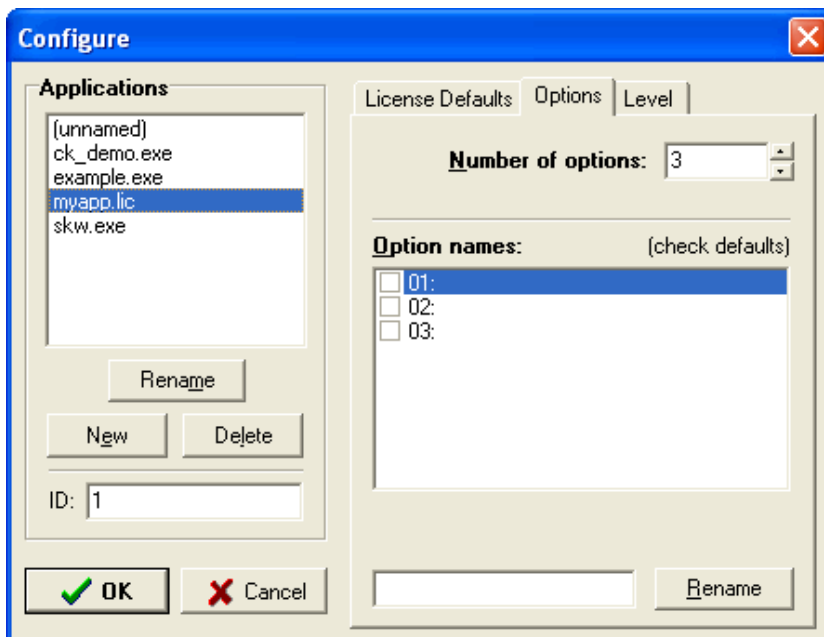 Configure
Applications
(unnamed)
ck_demo.exe
example.exe
myapp.lic
skw.exe
Rename
New Delete
ID: 1
OK Cancel
License Defaults Options Level
Number of options: 3
Option names: (check defaults)
01:
02:
03:
Rename